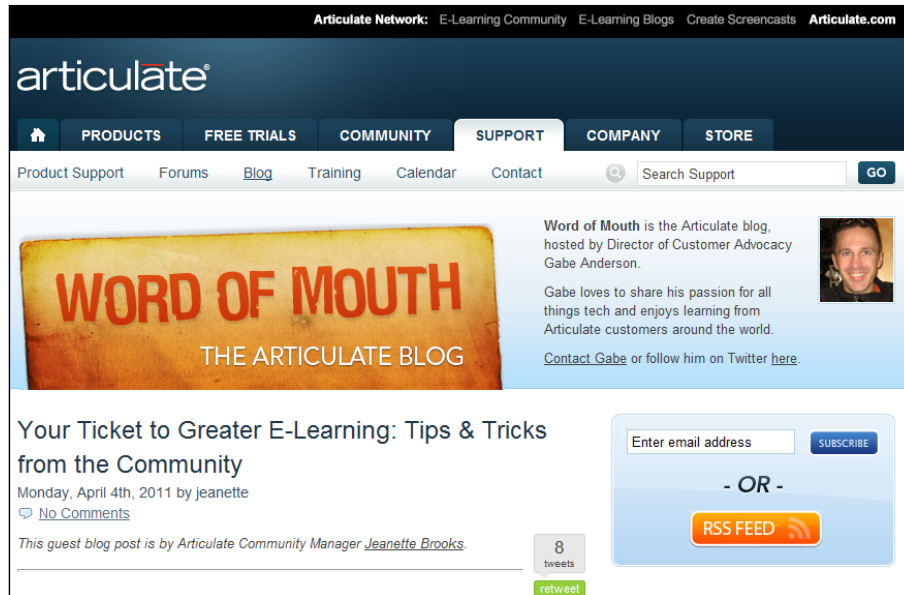 Articulate Network: E-Learning Community E-Learning Blogs Create Screencasts Articulate.com
articulate®
PRODUCTS FREE TRIALS COMMUNITY SUPPORT COMPANY STORE
Product Support Forums Blog Training Calendar Contact Search Support GO
WORD OF MOUTH
THE ARTICULATE BLOG
Word of Mouth is the Articulate blog,
hosted by Director of Customer Advocacy
Gabe Anderson.
Gabe loves to share his passion for all
things tech and enjoys learning from
Articulate customers around the world.
Contact Gabe or follow him on Twitter here.
Your Ticket to Greater E-Learning: Tips & Tricks
from the Community
Monday, April 4th, 2011 by jeanette
No Comments
This guest blog post is by Articulate Community Manager Jeanette Brooks.
8
tweets
retweet
Enter email address SUBSCRIBE
- OR -
RSS FEED